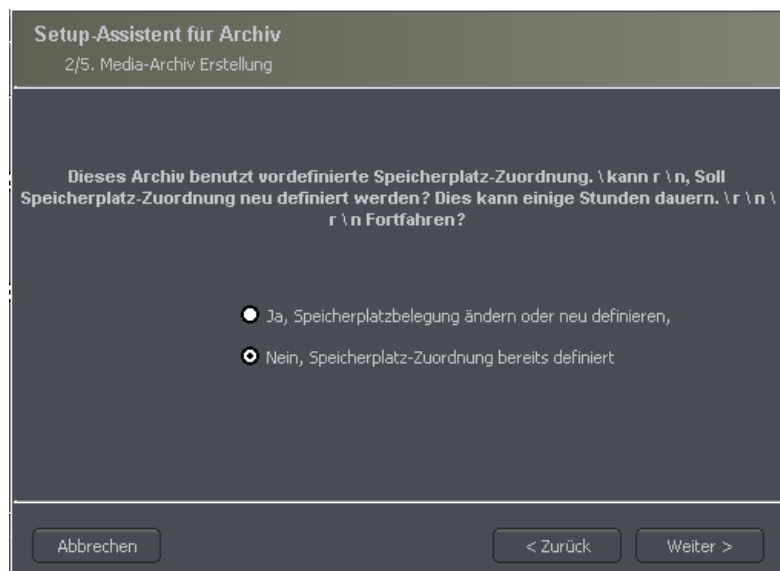 Setup-Assistent für Archiv
2/5. Media-Archiv Erstellung
Dieses Archiv benutzt vordefinierte Speicherplatz-Zuordnung. \ kann r \ n, Soll
Speicherplatz-Zuordnung neu definiert werden? Dies kann einige Stunden dauern. \ r \ n \
r \ n Fortfahren?
Ja, Speicherplatzbelegung ändern oder neu definieren,
Nein, Speicherplatz-Zuordnung bereits definiert
Abbrechen
< Zurück
Weiter >